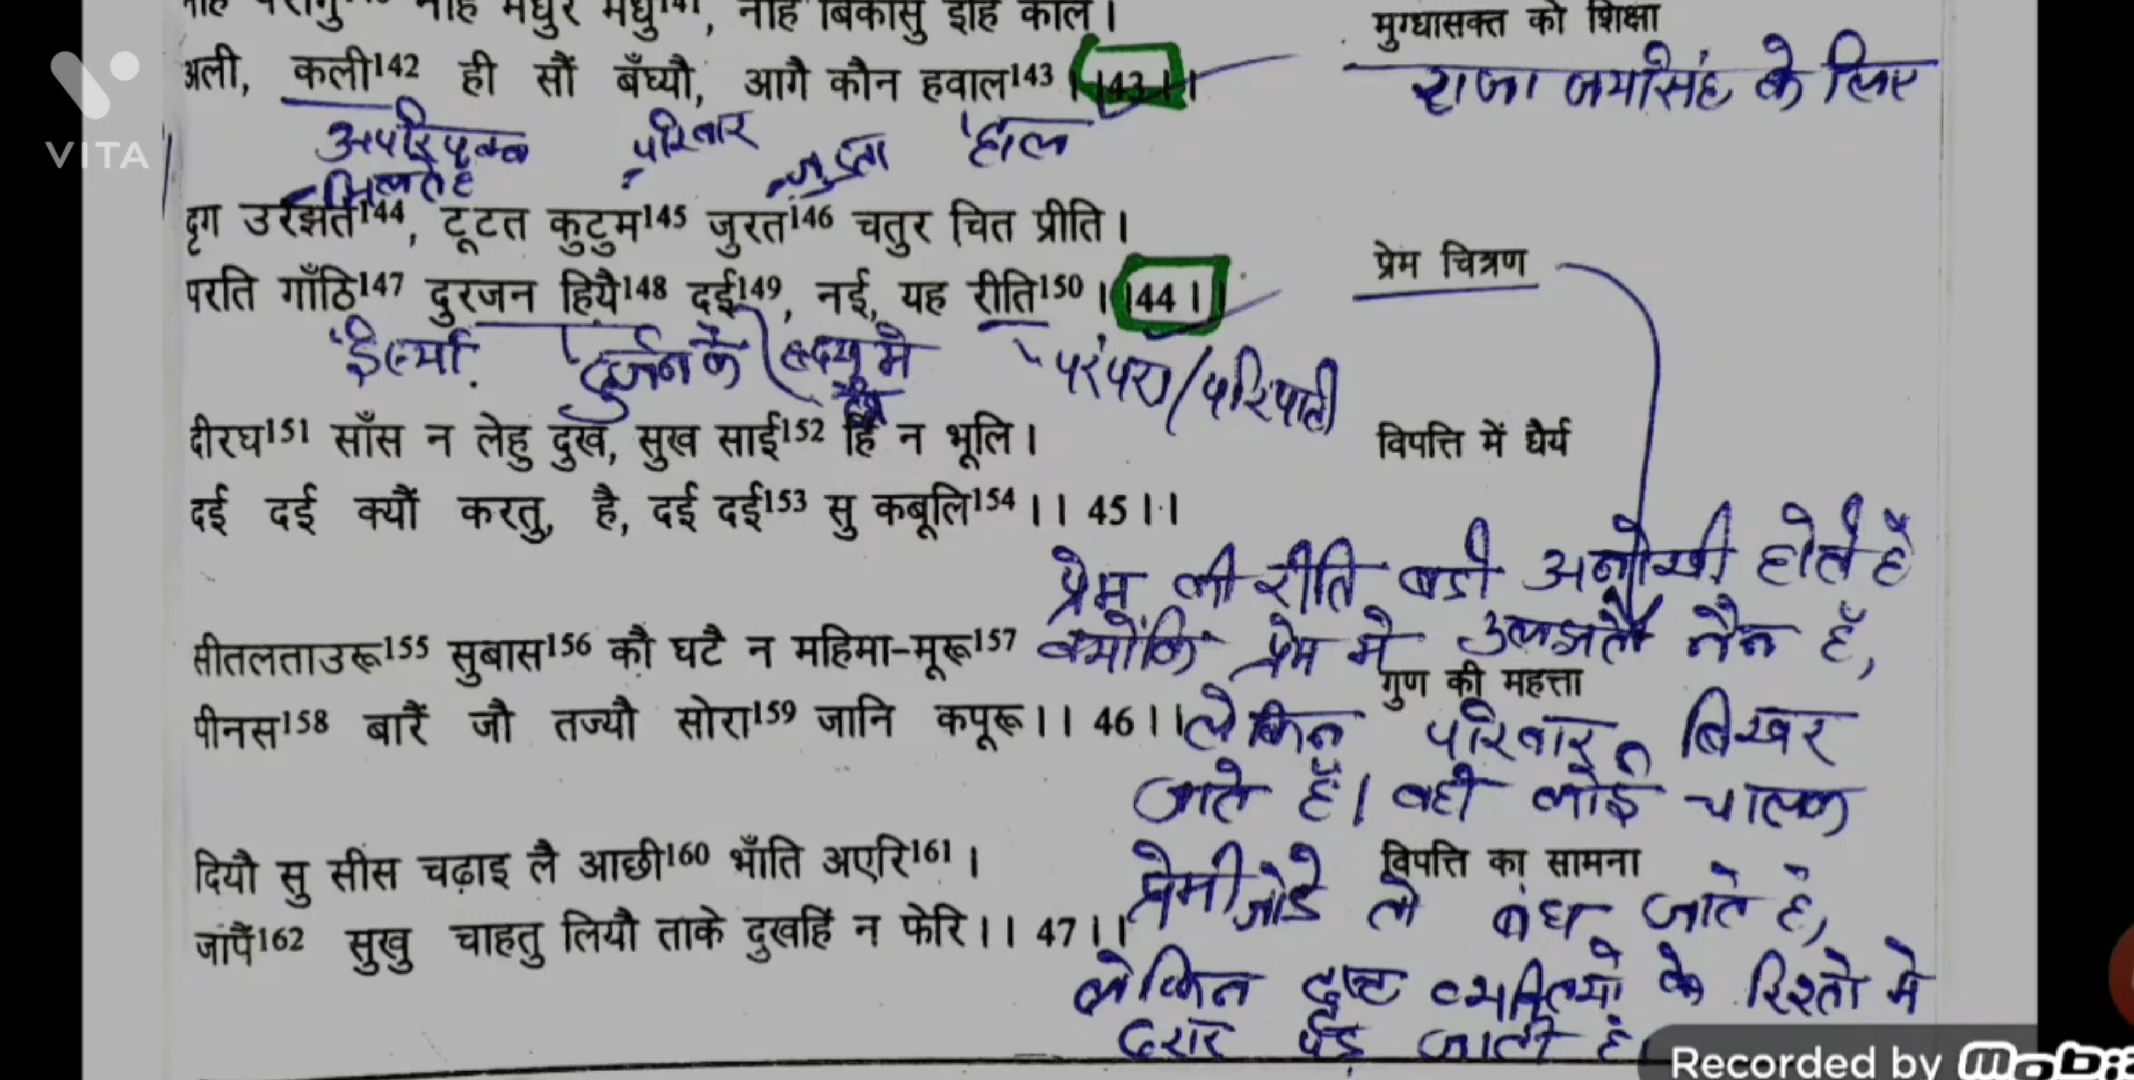 मधुर मधु141, नहिं बिकासु इहिं काल।
मुग्धासक्त को शिक्षा
अली, कली142 ही सौं बँघ्यौ, आगै कौन हवाल143 ।।43।।
राजा जयसिंह के लिए
VITA
अपरिपक्व परिवार जुड़ता हाल
मिलते है
दृग उरझत144, टूटत कुटुम145 जुरत146 चतुर चित प्रीति।
प्रेम चित्रण
परति गाँठि147 दुरजन हियै148 दई149, नई, यह रीति150 ।।44।।
ईर्ष्या दुर्जन के हृदय मे परंपरा/परिपाटी
दीरघ151 साँस न लेहु दुख, सुख साई152 हिं न भूलि।
विपत्ति में धैर्य
दई दई क्यौं करतु, है, दई दई153 सु कबूलि154 ।। 45।।
प्रेम की रीति बडी अनोखी होती है
सीतलताउरू155 सुबास156 कौ घटै न महिमा-मूरू157
क्योंकि प्रेम मे उलझते नैन हैं,
गुण की महत्ता
पीनस158 बारैं जौ तज्यौ सोरा159 जानि कपूरू।। 46।।
लेकिन परिवार बिखर
जाते हैं। वही कोई चालाक
दियौ सु सीस चढ़ाइ लै आछी160 भाँति अएरि161 ।
विपत्ति का सामना
प्रेमी जोडे तो बंध जाते है,
जापैं162 सुखु चाहतु लियौ ताके दुखहिं न फेरि।। 47।।
लेकिन दुष्ट व्यक्तियो के रिश्तो मे
दरार पड़ जाती है।
Recorded by